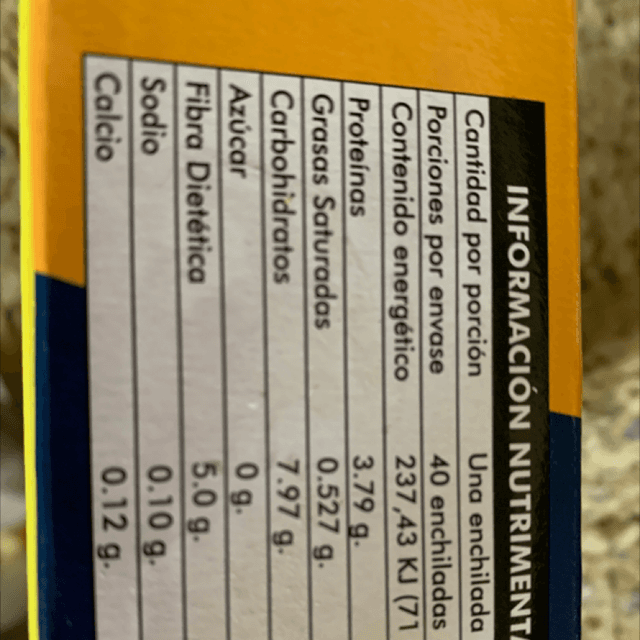 INFORMACIÓN NUTRIMENTA
Cantidad por porción Una enchilada
Porciones por envase 40 enchiladas
Contenido energético 237,43 KJ (71
Proteínas 3.79 g.
Grasas Saturadas 0.527 g.
Carbohidratos 7.97 g.
Azúcar 0 g.
Fibra Dietética 5.0 g.
Sodio 0.10 g.
Calcio 0.12 g.